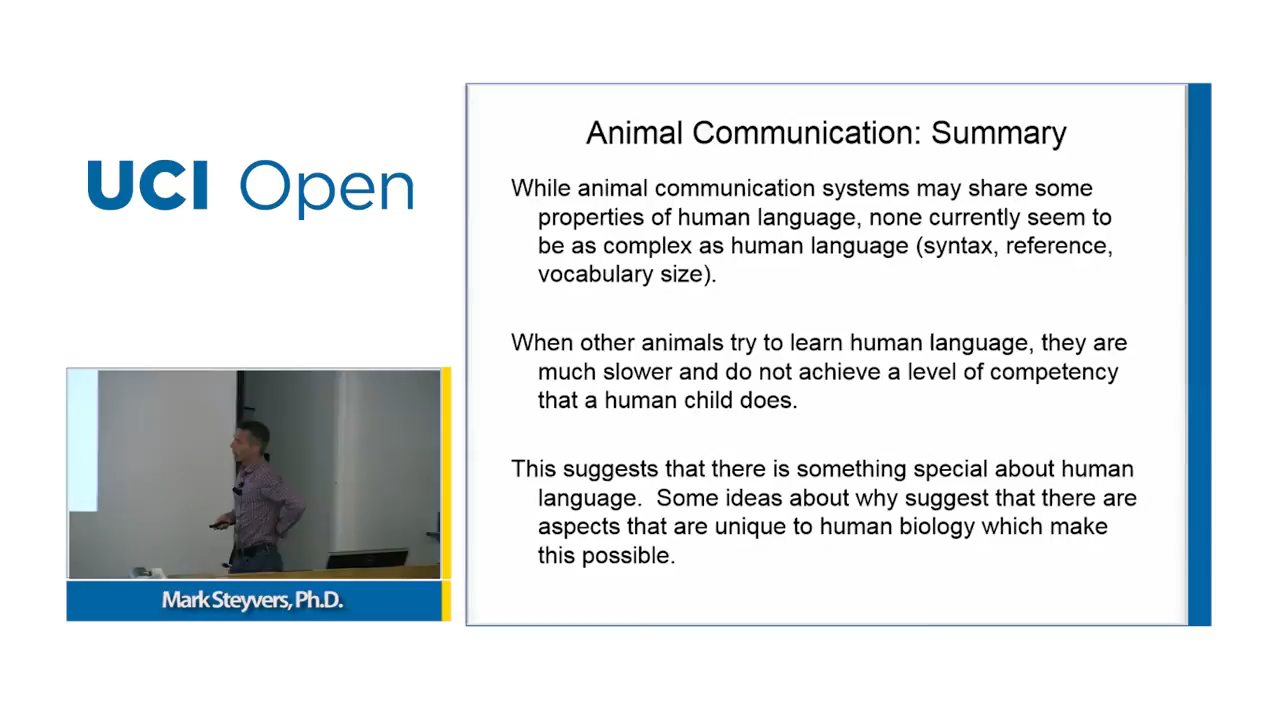 UCI Open
Animal Communication: Summary
While animal communication systems may share some
properties of human language, none currently seem to
be as complex as human language (syntax, reference,
vocabulary size).
When other animals try to learn human language, they are
much slower and do not achieve a level of competency
that a human child does.
This suggests that there is something special about human
language.  Some ideas about why suggest that there are
aspects that are unique to human biology which make
this possible.
Mark Steyvers, Ph.D.